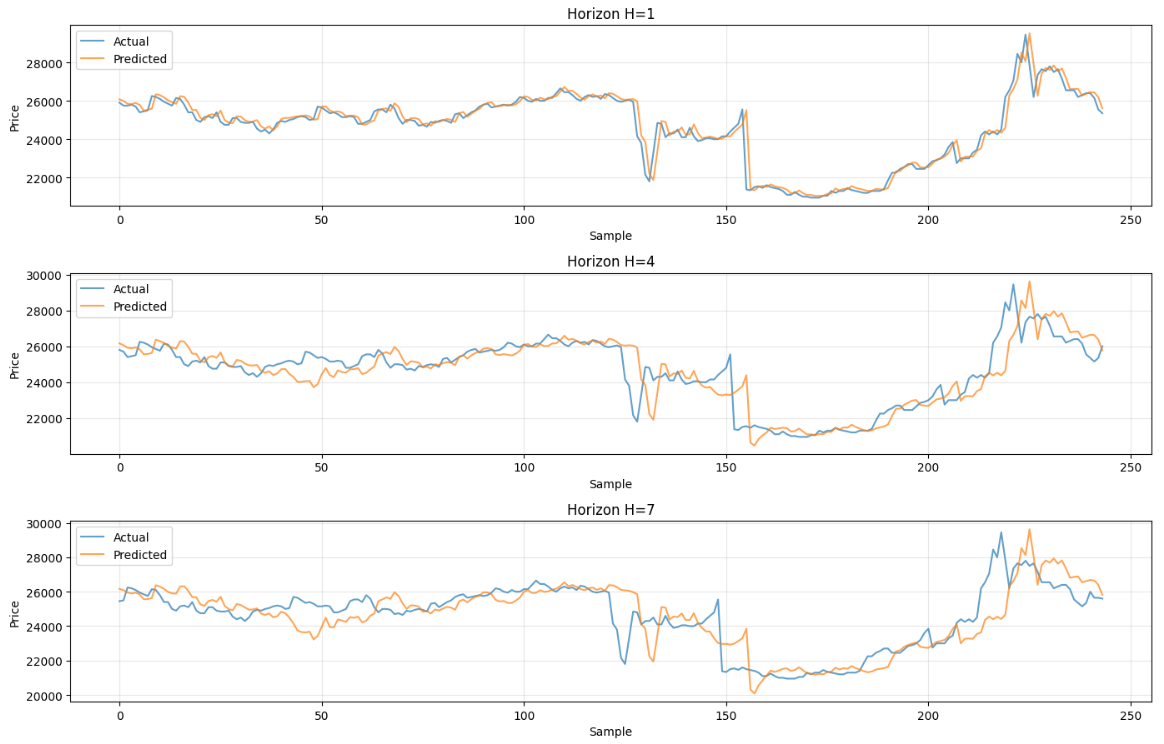 Horizon H=1
Actual
Predicted
28000
26000
24000
22000
Price
0 50 100 150 200 250
Sample
Horizon H=4
Actual
Predicted
30000
28000
26000
24000
22000
Price
0 50 100 150 200 250
Sample
Horizon H=7
Actual
Predicted
30000
28000
26000
24000
22000
20000
Price
0 50 100 150 200 250
Sample